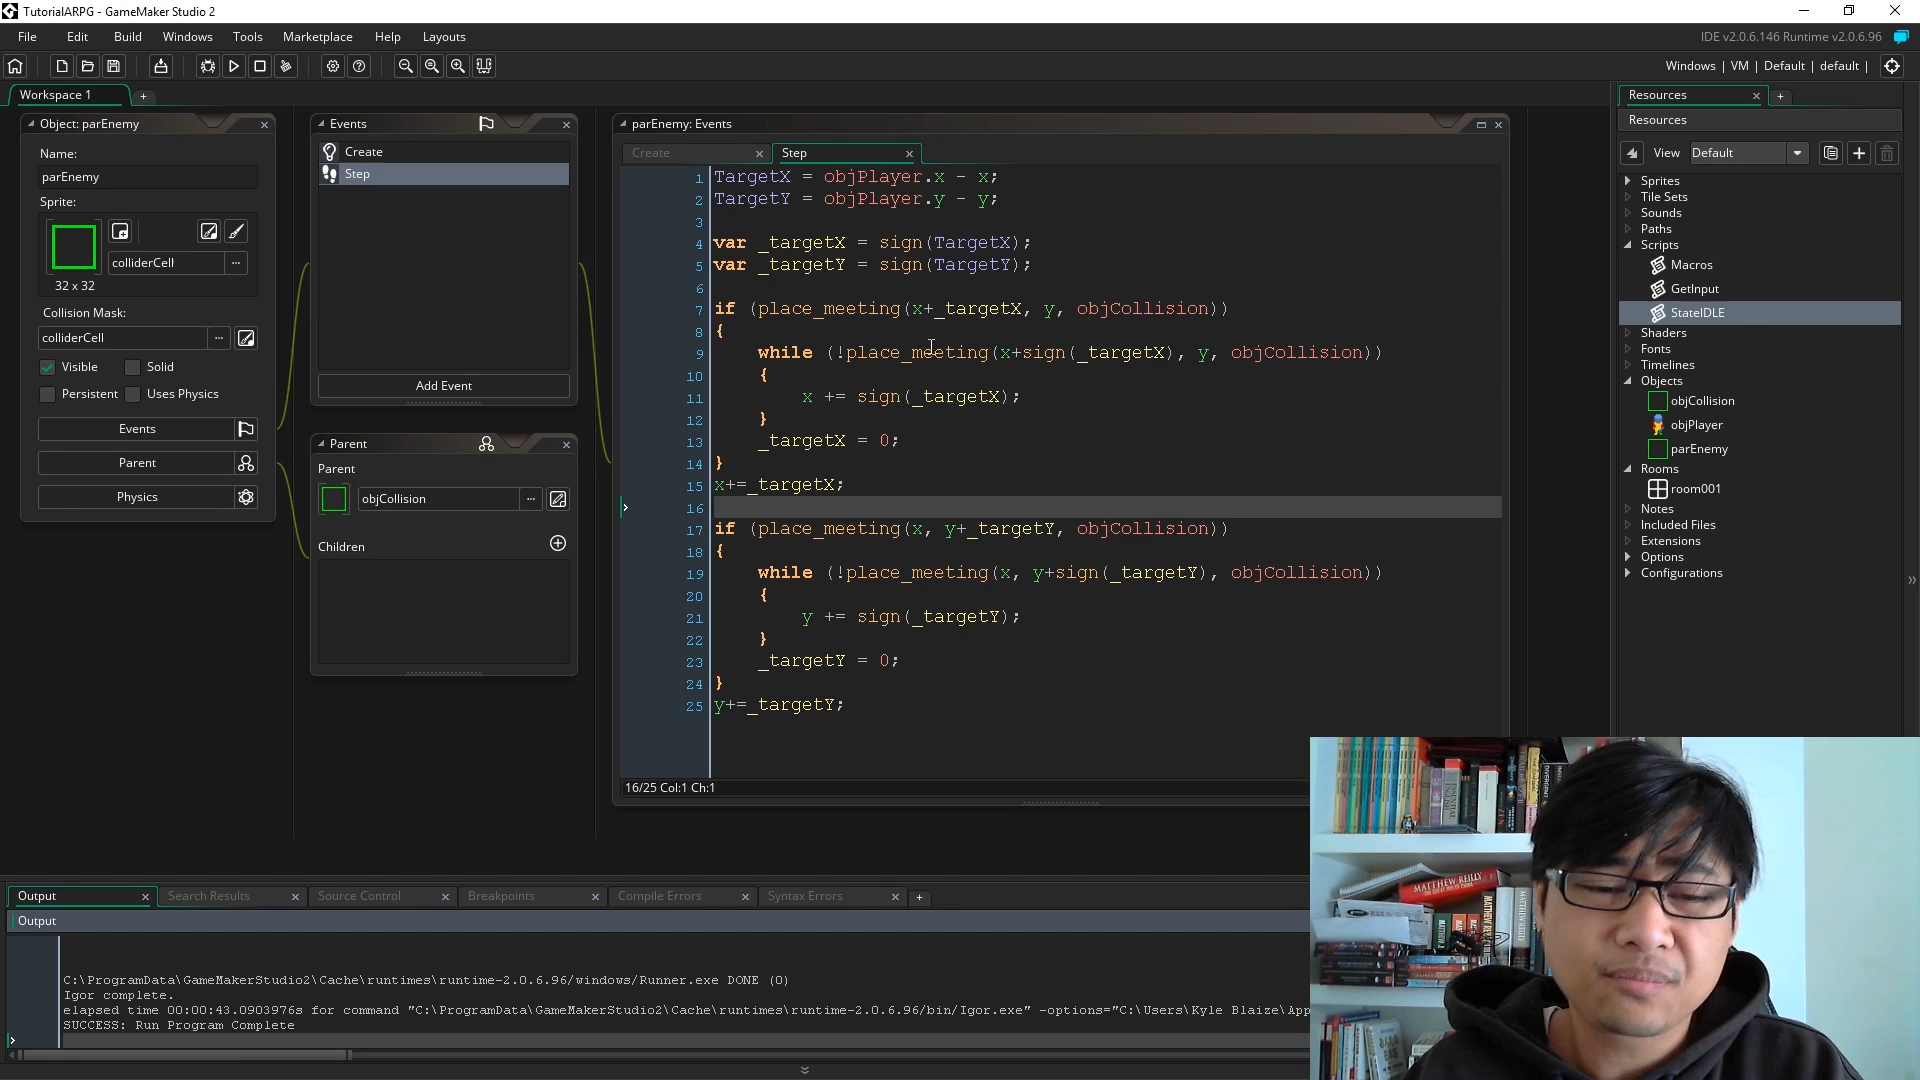 TutorialARPG - GameMaker Studio 2
File Edit Build Windows Tools Marketplace Help Layouts
IDE v2.0.6.146 Runtime v2.0.6.96
Windows | VM | Default | default |
Workspace 1
Object: parEnemy
Name:
parEnemy
Sprite:
colliderCell
32 x 32
Collision Mask:
colliderCell
Visible Solid
Persistent Uses Physics
Events
Parent
Physics
Events
Create
Step
Add Event
Parent
Parent
objCollision
Children
parEnemy: Events
Create Step
1 TargetX = objPlayer.x - x;
2 TargetY = objPlayer.y - y;
3
4 var _targetX = sign(TargetX);
5 var _targetY = sign(TargetY);
6
7 if (place_meeting(x+_targetX, y, objCollision))
8 {
9 while (!place_meeting(x+sign(_targetX), y, objCollision))
10 {
11 x += sign(_targetX);
12 }
13 _targetX = 0;
14 }
15 x+=_targetX;
16
17 if (place_meeting(x, y+_targetY, objCollision))
18 {
19 while (!place_meeting(x, y+sign(_targetY), objCollision))
20 {
21 y += sign(_targetY);
22 }
23 _targetY = 0;
24 }
25 y+=_targetY;
16/25 Col:1 Ch:1
Resources
Resources
View Default
Sprites
Tile Sets
Sounds
Paths
Scripts
Macros
GetInput
StateIDLE
Shaders
Fonts
Timelines
Objects
objCollision
objPlayer
parEnemy
Rooms
room001
Notes
Included Files
Extensions
Options
Configurations
Output Search Results Source Control Breakpoints Compile Errors Syntax Errors
Output
C:\ProgramData\GameMakerStudio2\Cache\runtimes\runtime-2.0.6.96/windows/Runner.exe DONE (0)
Igor complete.
elapsed time 00:00:43.0903976s for command "C:\ProgramData\GameMakerStudio2\Cache\runtimes\runtime-2.0.6.96/bin/Igor.exe" -options="C:\Users\Kyle Blaize\App
SUCCESS: Run Program Complete
MATTHEW REILLY